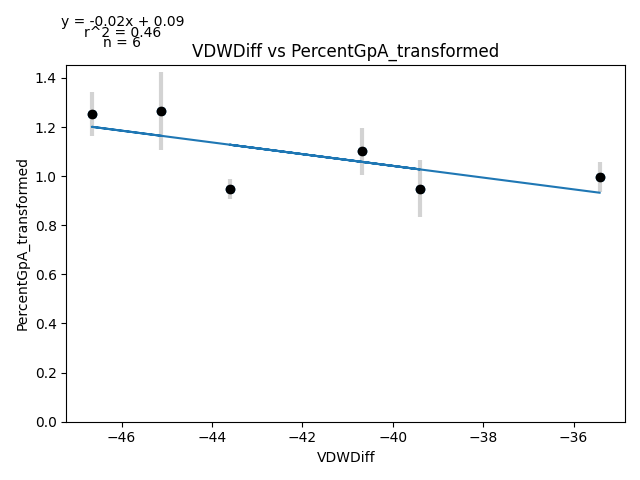 y = -0.02x + 0.09
r^2 = 0.46
n = 6
VDWDiff vs PercentGpA_transformed
1.4
1.2
1.0
0.8
0.6
0.4
0.2
0.0
PercentGpA_transformed
−46
−44
−42
−40
−38
−36
VDWDiff